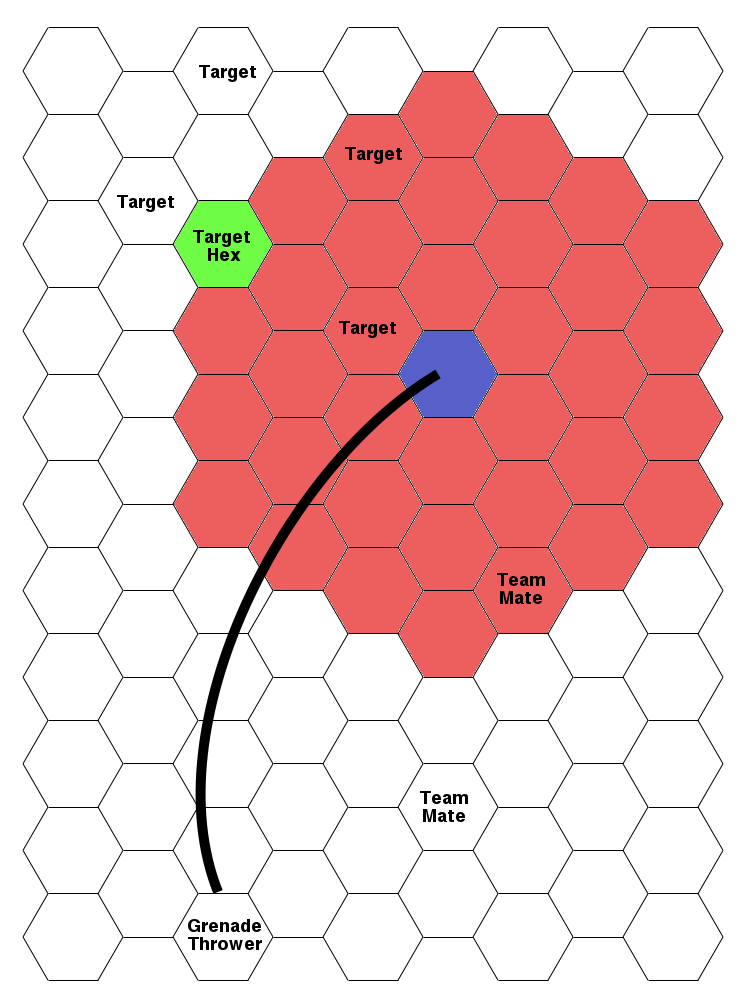 Target
Target
Target
Target
Hex
Target
Team
Mate
Team
Mate
Grenade
Thrower